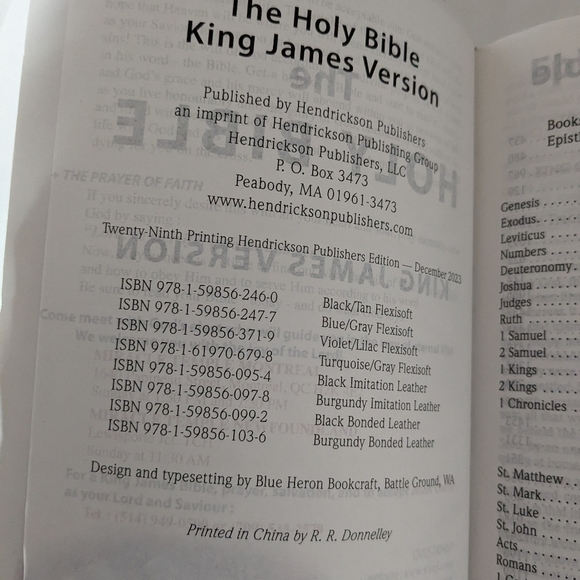 The Holy Bible
King James Version
Published by Hendrickson Publishers
an imprint of Hendrickson Publishing Group
Hendrickson Publishers, LLC
P. O. Box 3473
Peabody, MA 01961-3473
www.hendricksonpublishers.com
Twenty-Ninth Printing Hendrickson Publishers Edition — December 2023
ISBN 978-1-59856-246-0 Black/Tan Flexisoft
ISBN 978-1-59856-247-7 Blue/Gray Flexisoft
ISBN 978-1-59856-371-9 Violet/Lilac Flexisoft
ISBN 978-1-61970-679-8 Turquoise/Gray Flexisoft
ISBN 978-1-59856-095-4 Black Imitation Leather
ISBN 978-1-59856-097-8 Burgundy Imitation Leather
ISBN 978-1-59856-099-2 Black Bonded Leather
ISBN 978-1-59856-103-6 Burgundy Bonded Leather
Design and typesetting by Blue Heron Bookcraft, Battle Ground, WA
Printed in China by R. R. Donnelley
Book
Epist
Genesis . . . . .
Exodus. . . . .
Leviticus . . . .
Numbers . . . .
Deuteronomy .
Joshua . . . .
Judges . . . .
Ruth . . . .
1 Samuel . . . .
2 Samuel . . . .
1 Kings . . . .
2 Kings . . . .
1 Chronicles .
St. Matthew. . .
St. Mark. . . .
St. Luke . . . .
St. John . . . .
Acts. . . . .
Romans . . . .